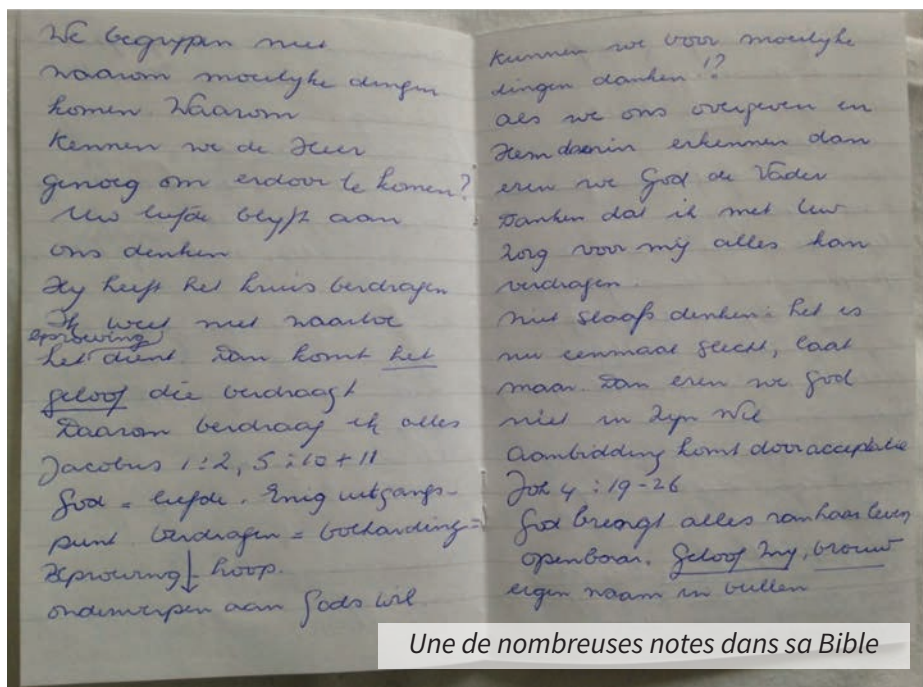 We begrijpen niet
waarom moeilijke dingen
komen Waarom
Kennen we de Heer
genoeg om erdoor te komen?
Uw liefde blijft aan
ons denken
Hij heeft het kruis verdragen
Ik weet niet waartoe
beproeving
het dient. Dan komt het
geloof die verdraagt
Daarom verdraag ik alles
Jacobus 1:2, 5:10+11
God = liefde. Enig uitgangs-
punt. Verdragen = volharding =
beproeving hoop.
onderwerpen aan Gods wil
Kunnen we voor moeilijke
dingen danken!?
als we ons overgeven en
Hem daarin erkennen dan
eren we God de Vader
Danken dat ik met Uw
zorg voor mij alles kan
verdragen.
Niet slaafs denken: het is
nu eenmaal slecht, laat
maar. Dan eren we God
niet in Zijn Wil
Aanbidding komt door acceptatie
Joh 4:19-26
God brengt alles van haar leven
openbaar. Geloof Mij, vrouw
eigen naam in vullen
Une de nombreuses notes dans sa Bible